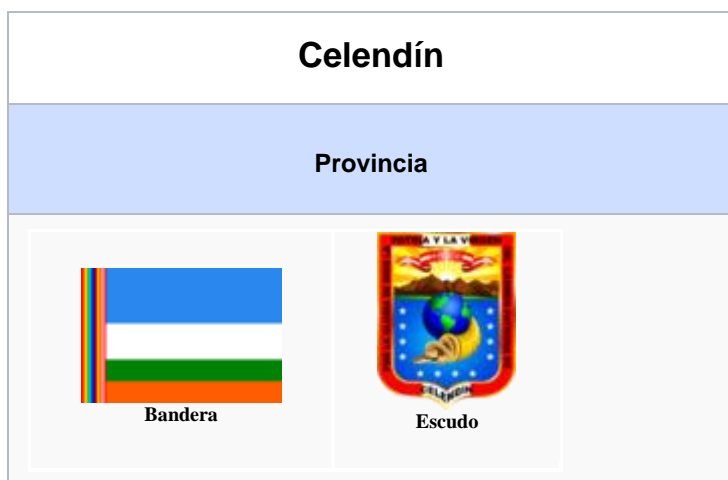 Celendín
Provincia
PATRIA Y LA VIRGEN
CELENDIN
Bandera
Escudo